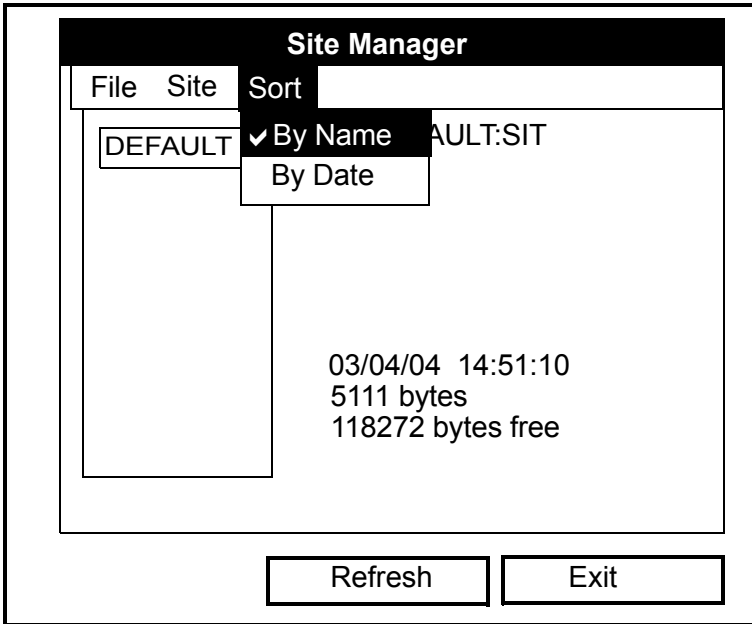 Site Manager
File Site Sort
DEFAULT By Name AULT:SIT
By Date
03/04/04 14:51:10
5111 bytes
118272 bytes free
Refresh Exit